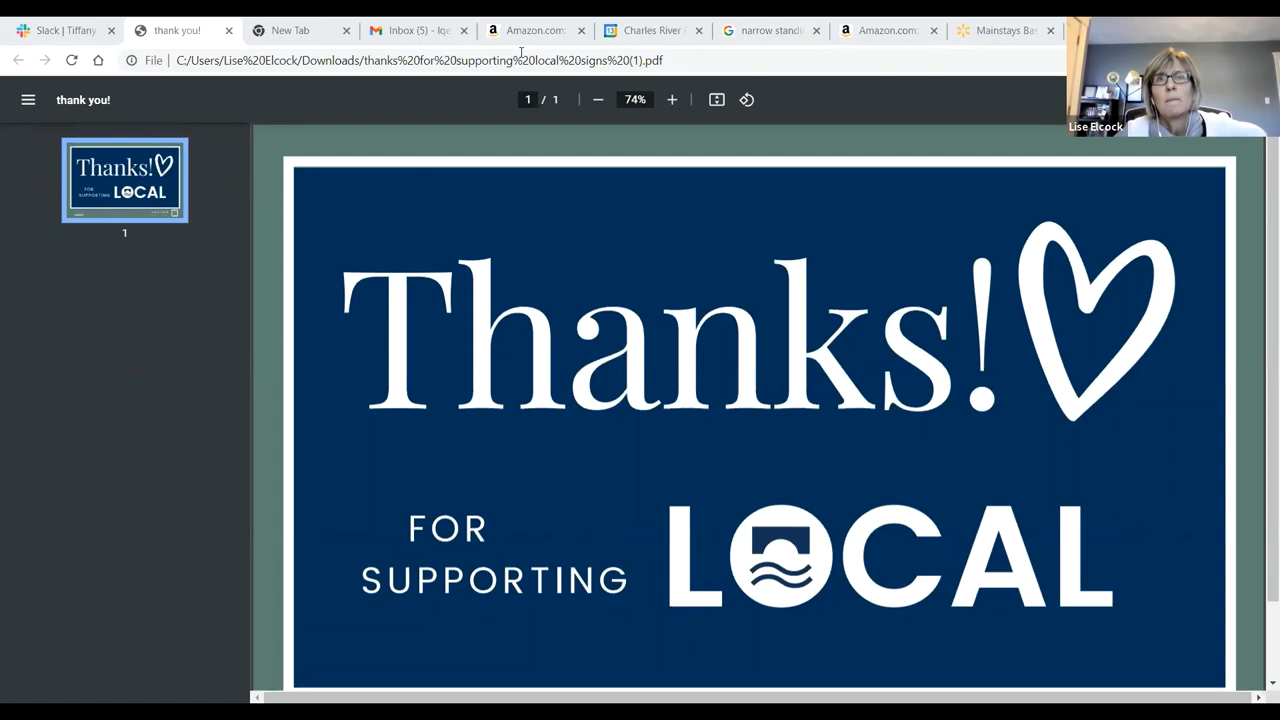 Slack | Tiffany
thank you!
New Tab
Inbox (5) - lqe
Amazon.com:
Charles River
narrow standi
Amazon.com:
Mainstays Bas
File
C:/Users/Lise%20Elcock/Downloads/thanks%20for%20supporting%20local%20signs%20(1).pdf
thank you!
1 / 1
74%
Lise Elcock
Thanks!
FOR
SUPPORTING
LOCAL
1
Thanks!
FOR
SUPPORTING
LOCAL